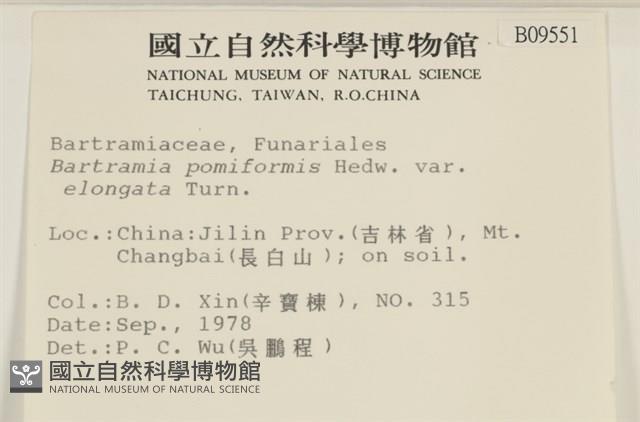 國立自然科學博物館
B09551
NATIONAL MUSEUM OF NATURAL SCIENCE
TAICHUNG, TAIWAN, R.O.CHINA
Bartramiaceae, Funariales
Bartramia pomiformis Hedw. var.
elongata Turn.
Loc.:China:Jilin Prov.(吉林省), Mt.
Changbai(長白山); on soil.
Col.:B. D. Xin(辛寶棟), NO. 315
Date:Sep., 1978
Det.:P. C. Wu(吳鵬程)
國立自然科學博物館
NATIONAL MUSEUM OF NATURAL SCIENCE